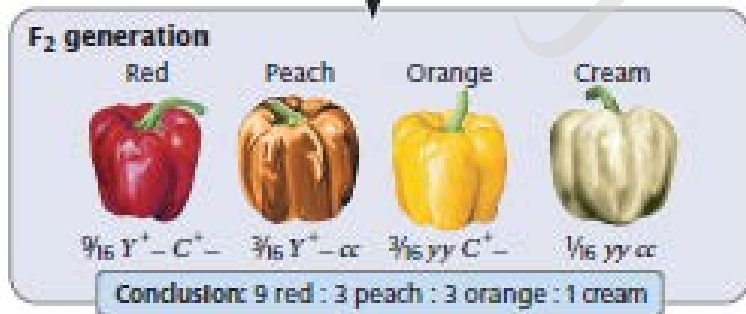 F₂ generation
Red Peach Orange Cream
9/16 Y⁺– C⁺– 3/16 Y⁺– cc 3/16 yy C⁺– 1/16 yy cc
Conclusion: 9 red : 3 peach : 3 orange : 1 cream